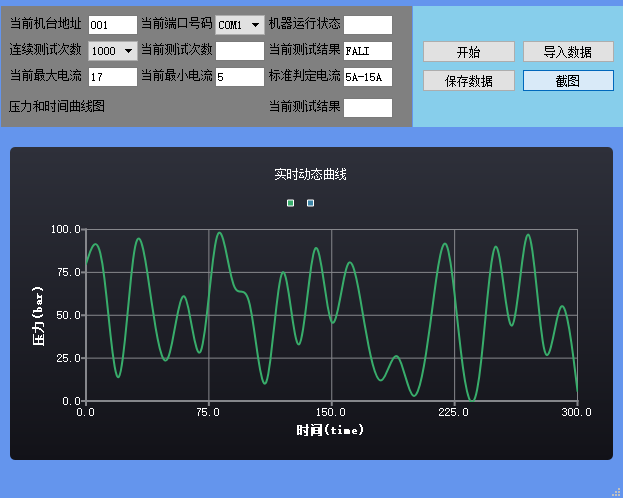 当前机台地址 001 当前端口号码 COM1 机器运行状态
连续测试次数 1000 当前测试次数 当前测试结果 FALI
当前最大电流 17 当前最小电流 5 标准判定电流 5A-15A
压力和时间曲线图 当前测试结果
开始 导入数据
保存数据 截图
实时动态曲线
100.0
75.0
50.0
25.0
0.0
压力(bar)
0.0 75.0 150.0 225.0 300.0
时间(time)